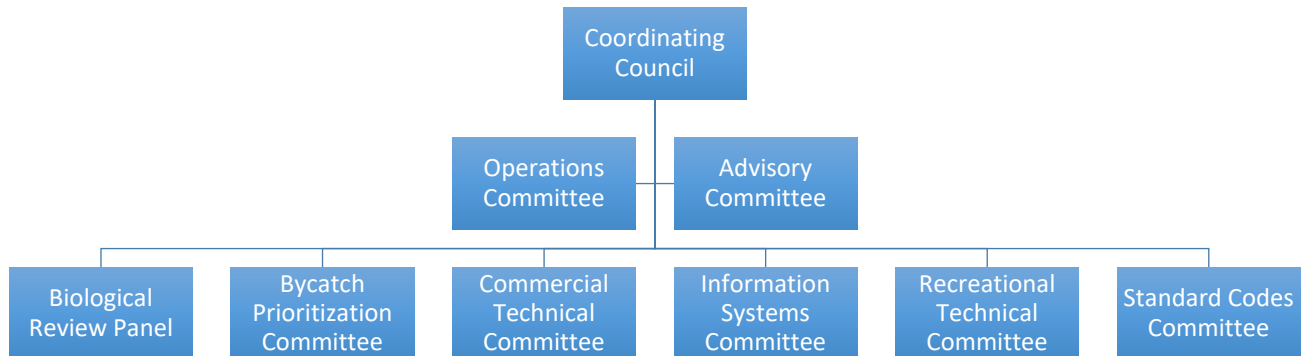 Coordinating
Council
Operations
Committee
Advisory
Committee
Biological
Review Panel
Bycatch
Prioritization
Committee
Commercial
Technical
Committee
Information
Systems
Committee
Recreational
Technical
Committee
Standard Codes
Committee